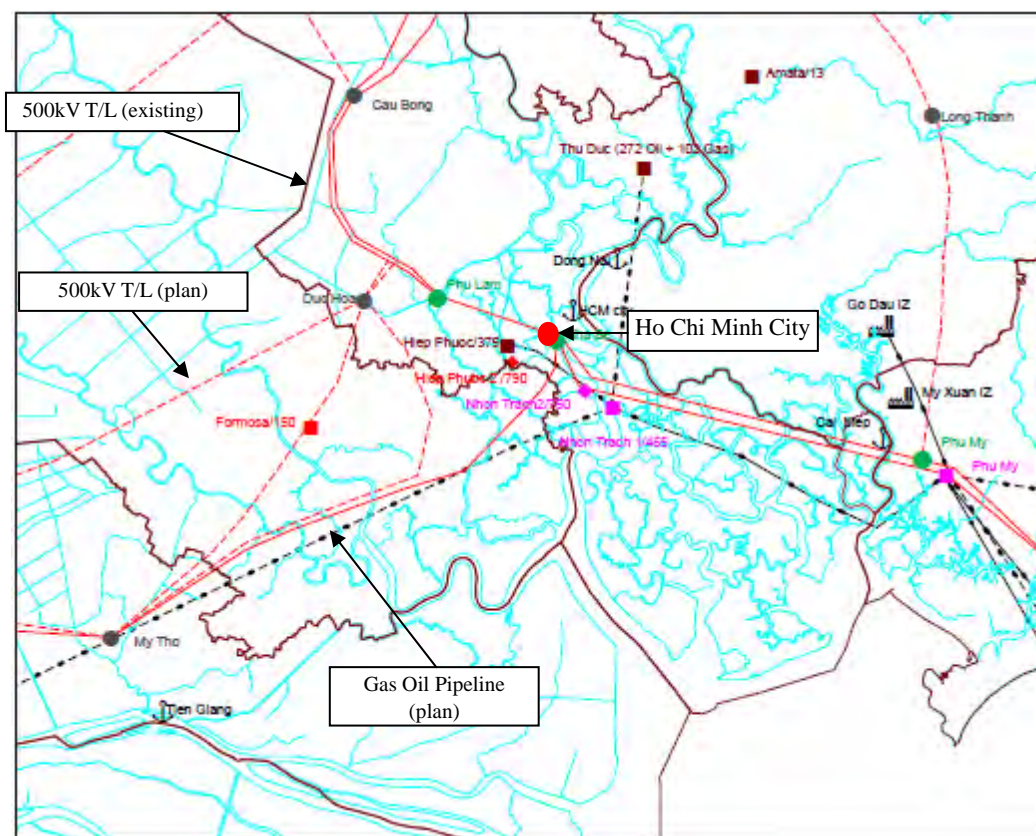 Amata/13
500kV T/L (existing)
Cau Bong
Long Thanh
Thu Duc (272 Oil + 102 Gas)
Dong Nai
500kV T/L (plan)
Phu Lam
Duc Hoa
HCM city
Go Dau IZ
Ho Chi Minh City
Hiep Phuoc/375
Hiep Phuoc 2/790
My Xuan IZ
Nhon Trach2/750
Formosa/150
Cai Mep
Nhon Trach 1/455
Phu My
Phu My
My Tho
Gas Oil Pipeline
(plan)
Tien Giang